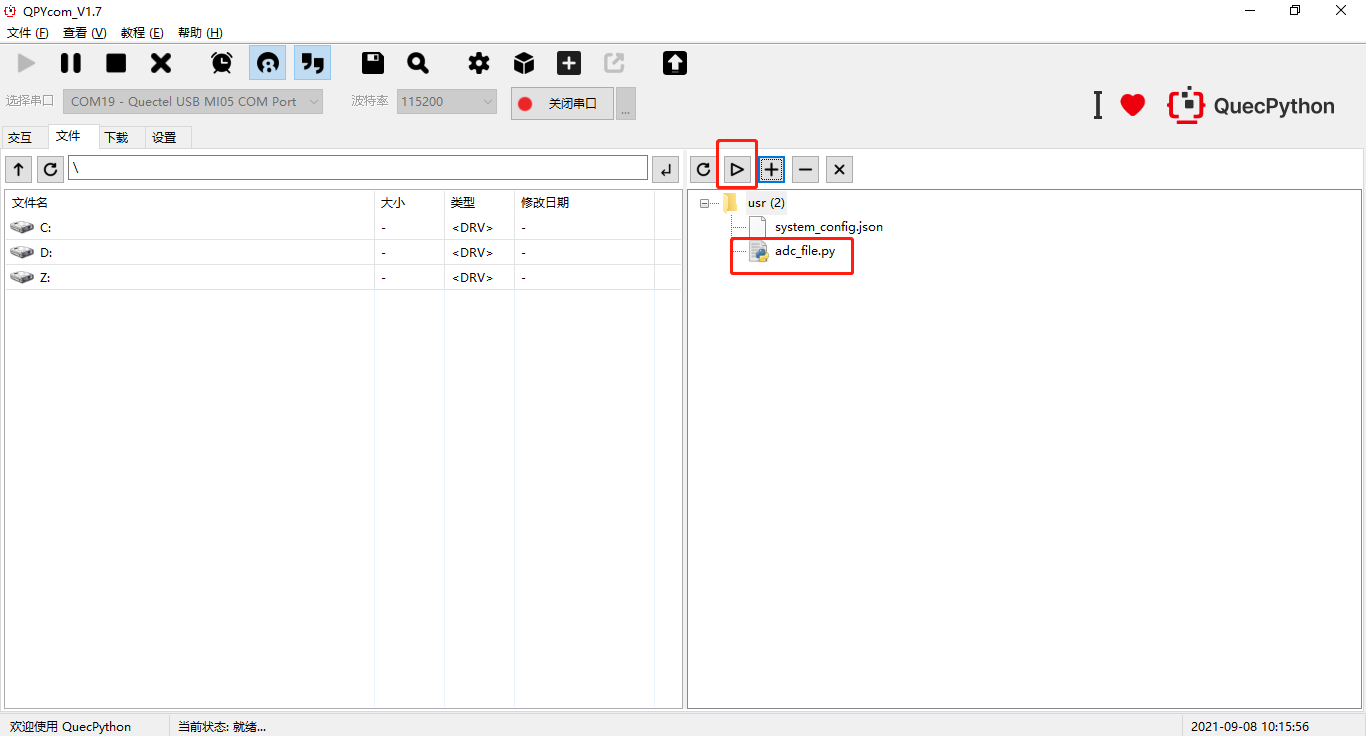 QPYcom_V1.7
文件 (F) 查看 (V) 教程 (E) 帮助 (H)
选择串口 COM19 - Quectel USB MI05 COM Port 波特率 115200 关闭串口 ...
QuecPython
交互 文件 下载 设置
\
文件名 大小 类型 修改日期
C: - <DRV> -
D: - <DRV> -
Z: - <DRV> -
usr (2)
system_config.json
adc_file.py
欢迎使用 QuecPython 当前状态: 就绪... 2021-09-08 10:15:56